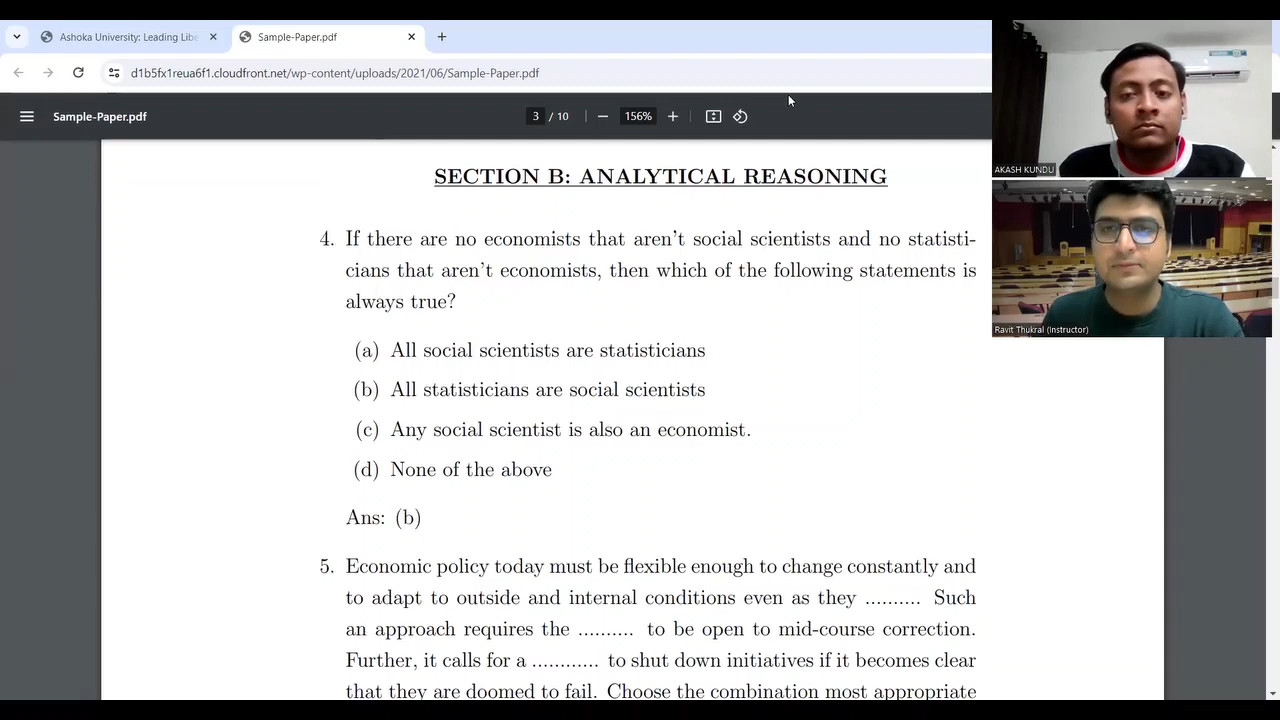 Ashoka University: Leading Libe
Sample-Paper.pdf
d1b5fx1reua6f1.cloudfront.net/wp-content/uploads/2021/06/Sample-Paper.pdf
Sample-Paper.pdf
3 / 10
156%
AKASH KUNDU
Ravit Thukral (Instructor)
SECTION B: ANALYTICAL REASONING
4. If there are no economists that aren't social scientists and no statisti-
cians that aren't economists, then which of the following statements is
always true?
(a) All social scientists are statisticians
(b) All statisticians are social scientists
(c) Any social scientist is also an economist.
(d) None of the above
Ans: (b)
5. Economic policy today must be flexible enough to change constantly and
to adapt to outside and internal conditions even as they .......... Such
an approach requires the .......... to be open to mid-course correction.
Further, it calls for a ............ to shut down initiatives if it becomes clear
that they are doomed to fail. Choose the combination most appropriate